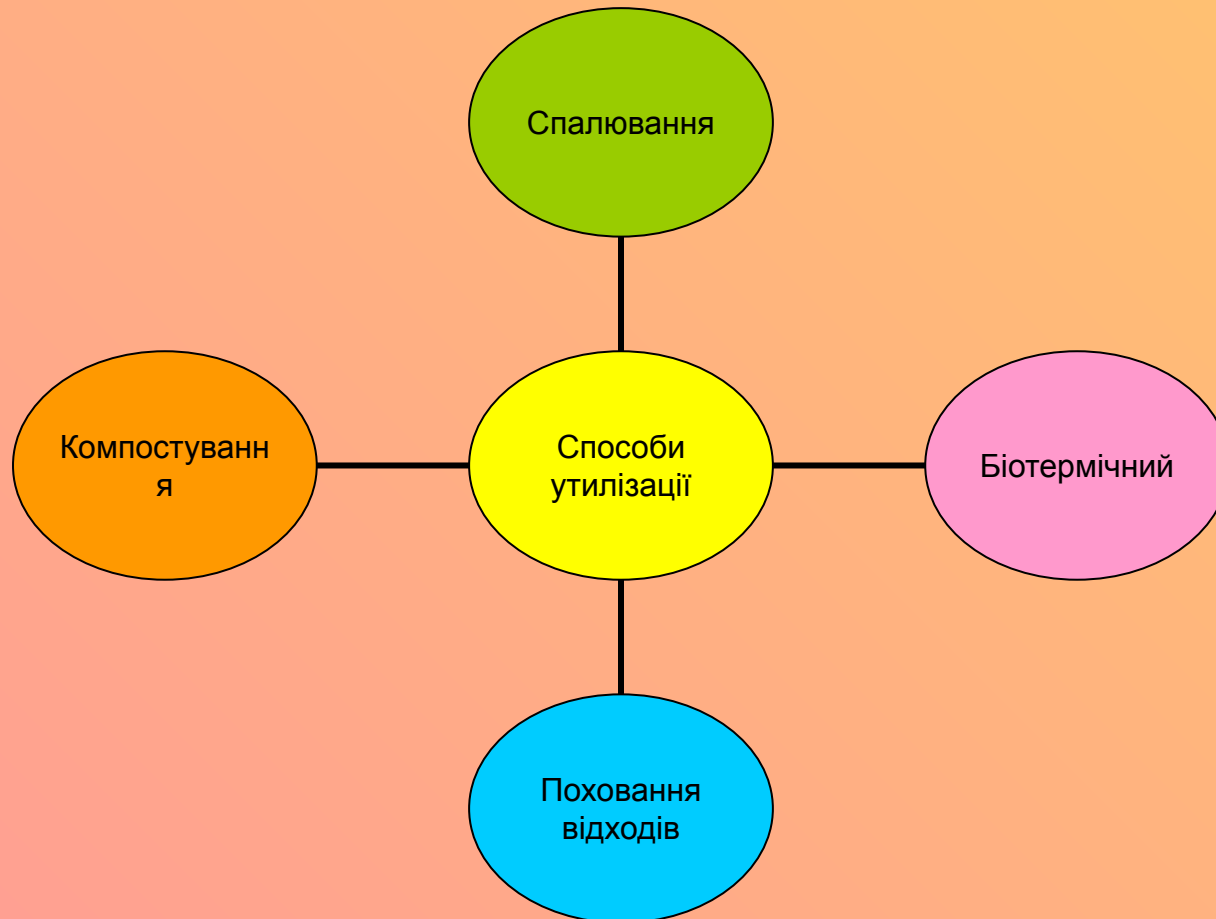 Спалювання
Компостуванн
я
Способи
утилізації
Біотермічний
Поховання
відходів